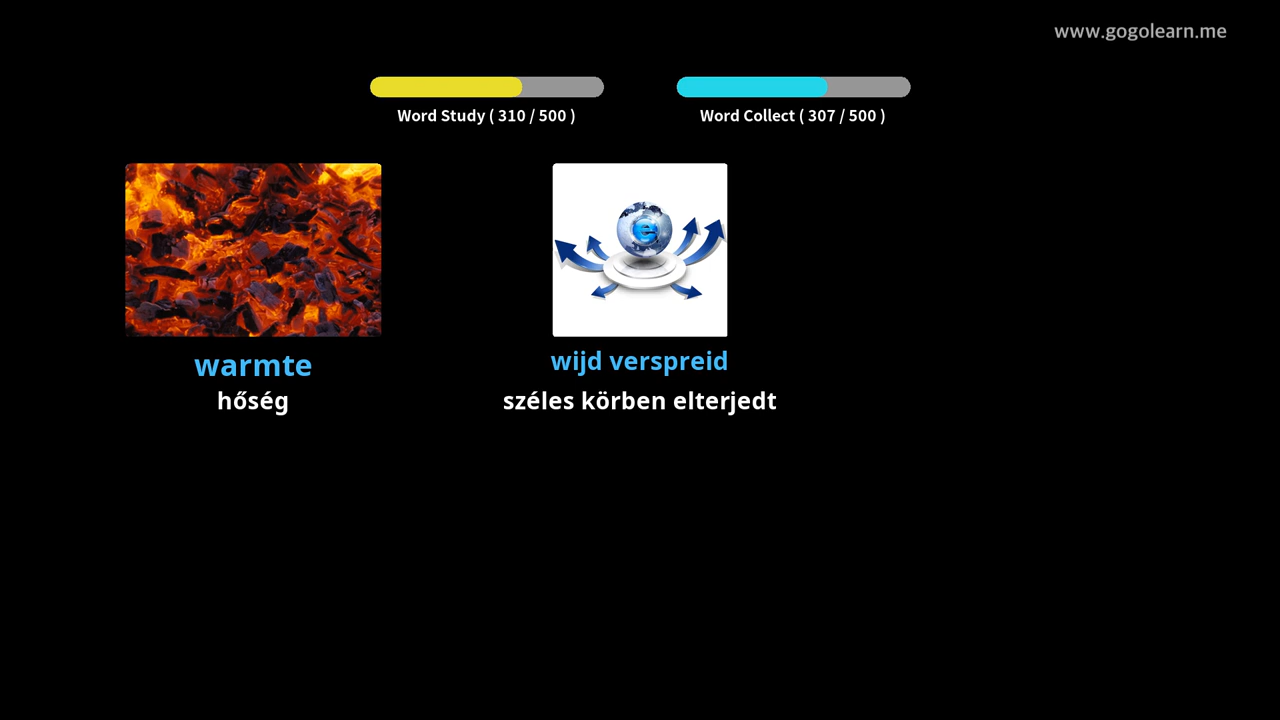 www.gogolearn.me
Word Study ( 310 / 500 )
Word Collect ( 307 / 500 )
e
warmte
wijd verspreid
hőség
széles körben elterjedt